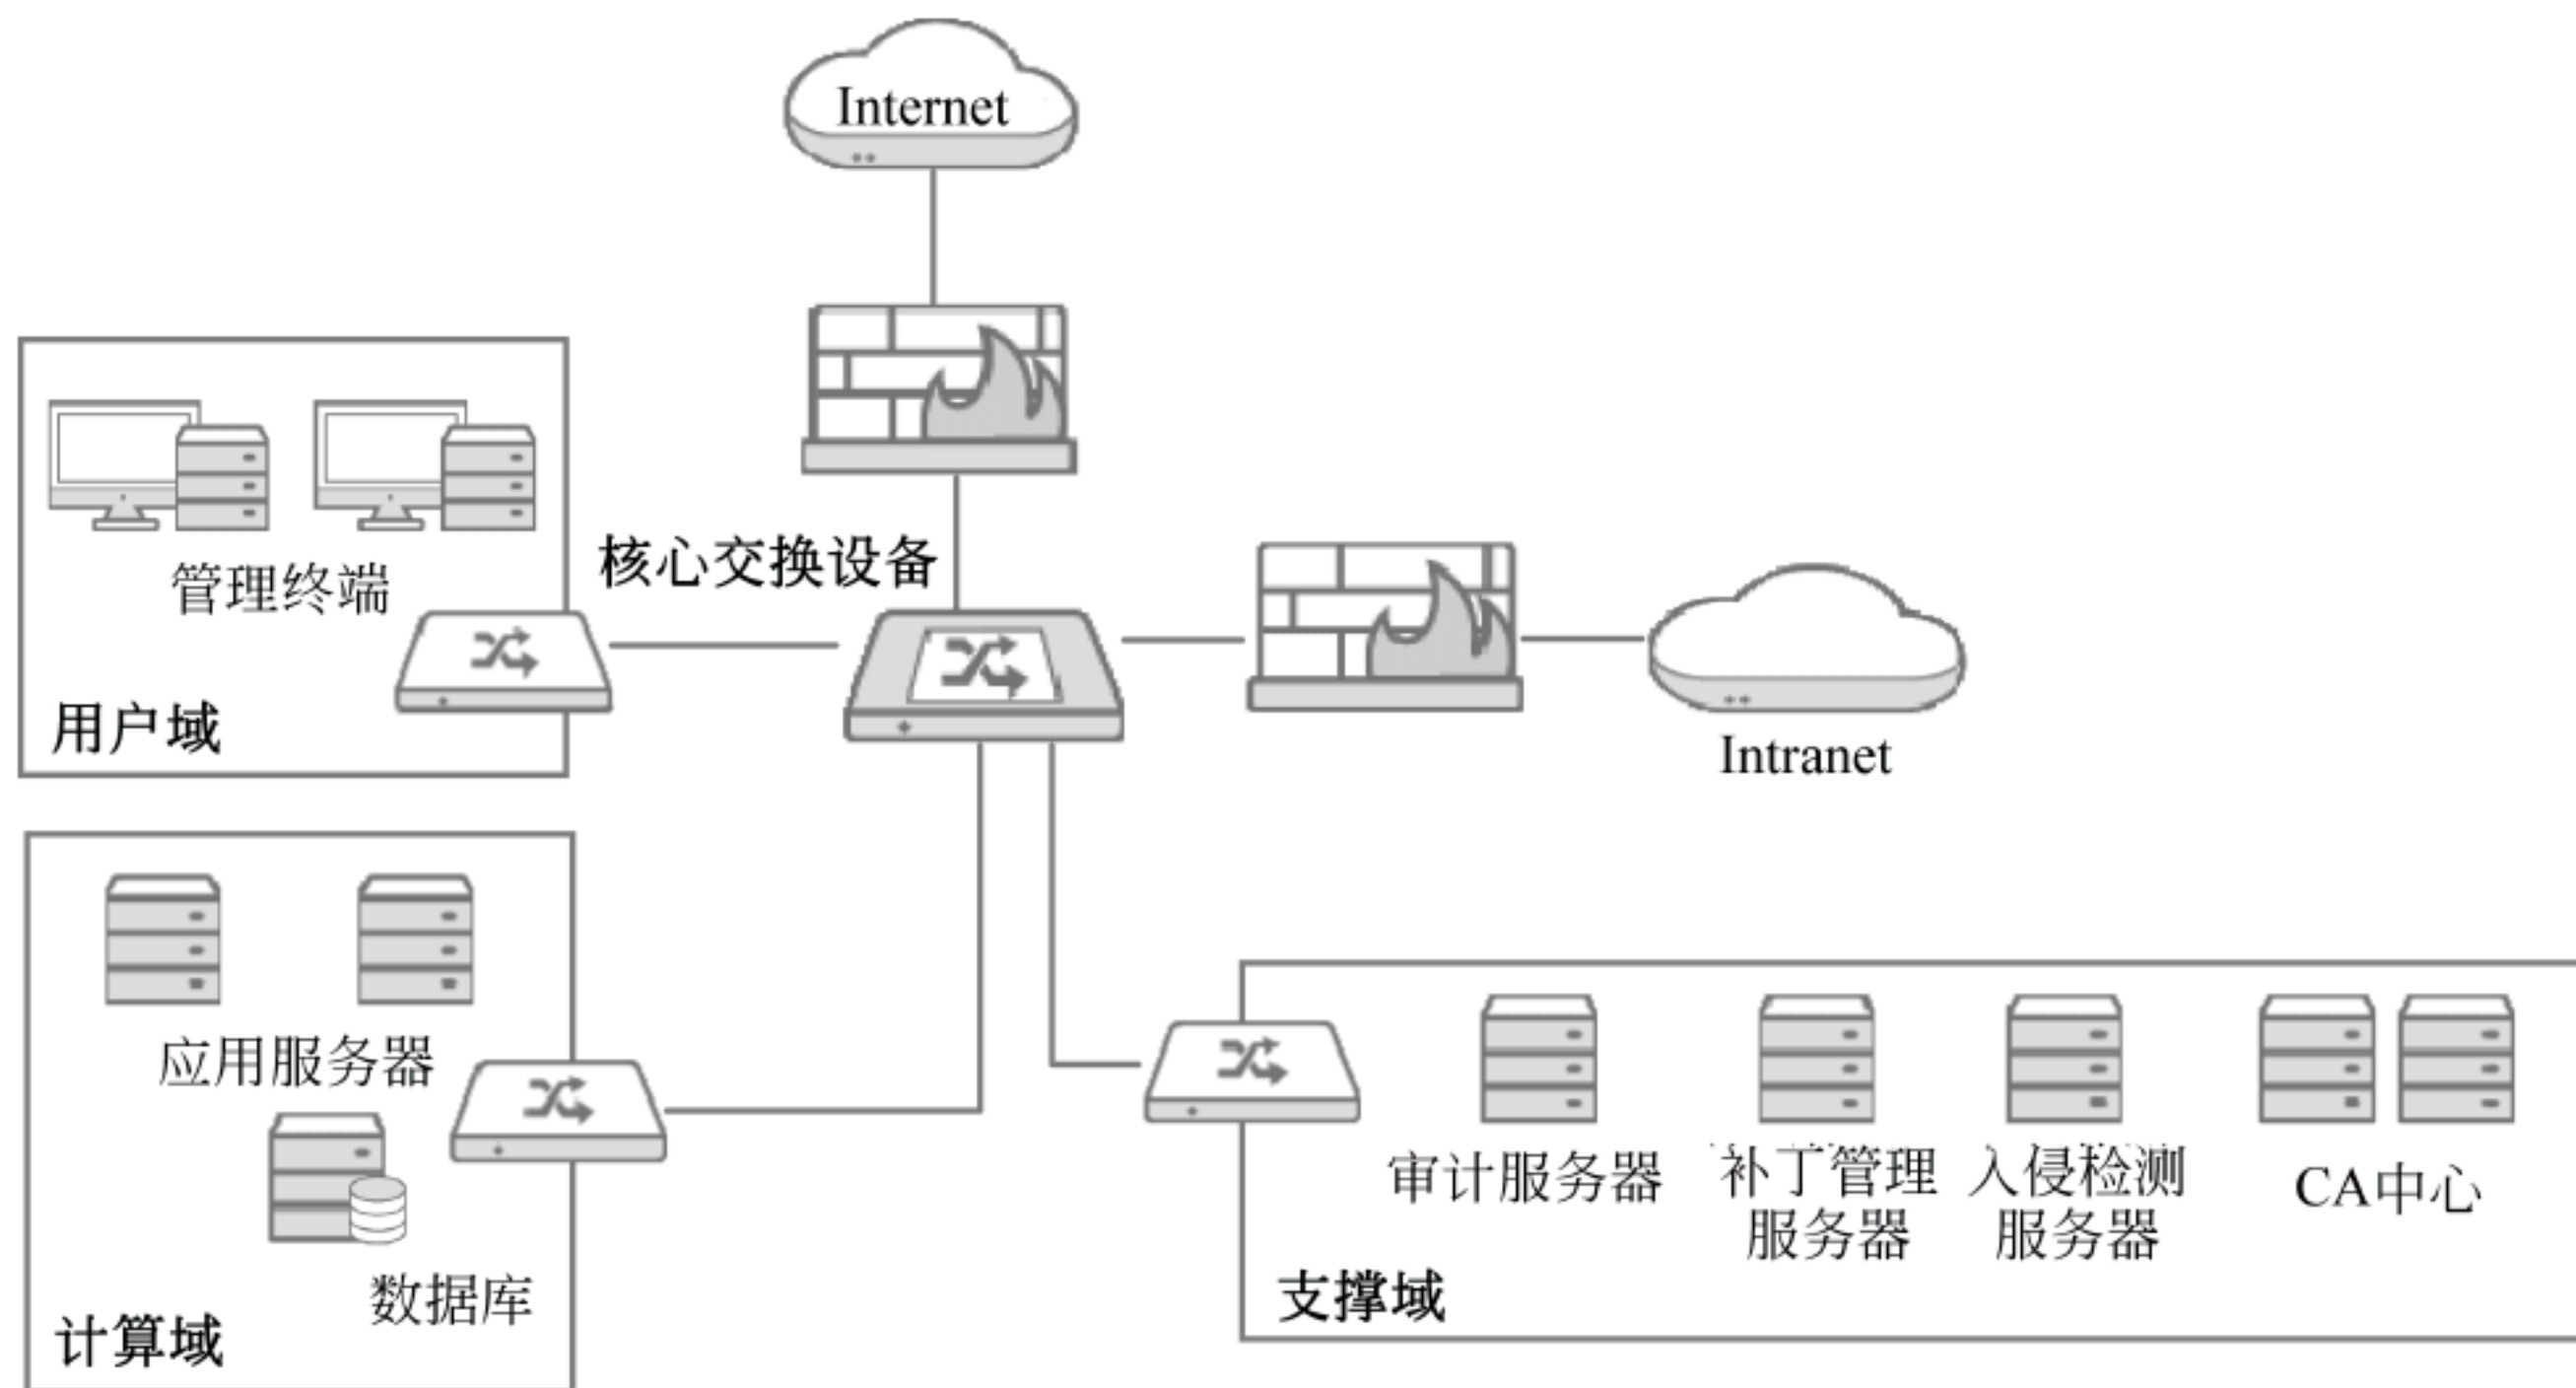 Internet
管理终端
核心交换设备
用户域
Intranet
应用服务器
数据库
计算域
审计服务器
补丁管理
服务器
入侵检测
服务器
CA中心
支撑域